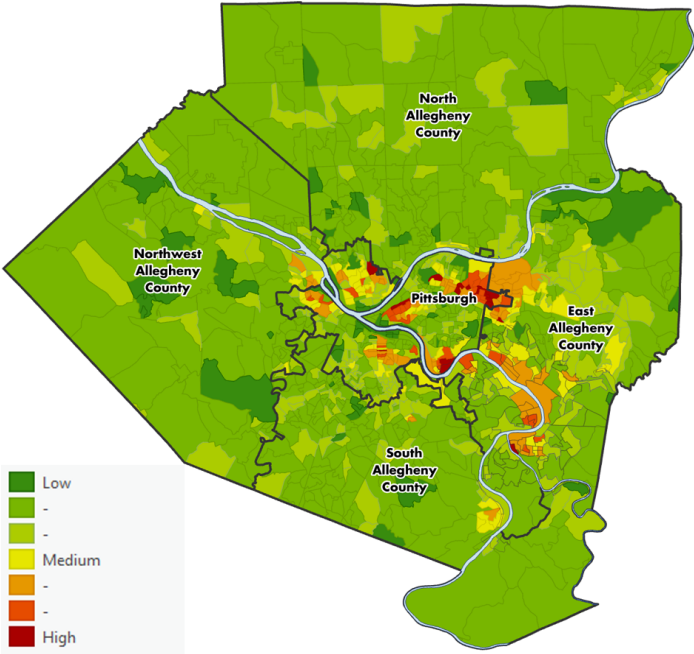 North
Allegheny
County
Northwest
Allegheny
County
Pittsburgh
East
Allegheny
County
South
Allegheny
County
Low
-
-
Medium
-
-
High